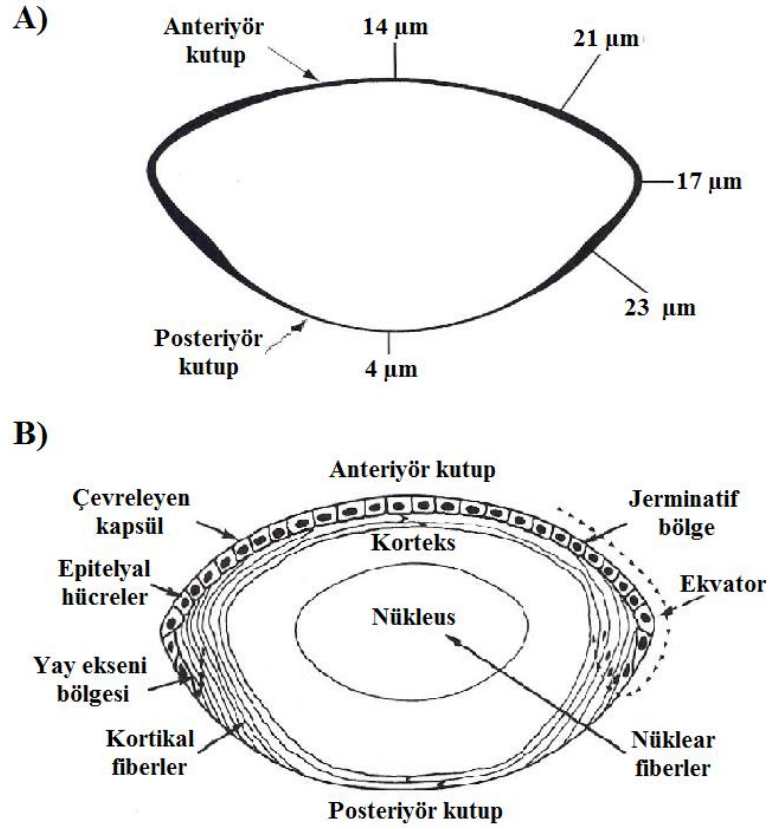 A)
Anteriyör
kutup
14 µm
21 µm
17 µm
23 µm
Posteriyör
kutup
4 µm
B)
Anteriyör kutup
Çevreleyen
kapsül
Jerminatif
bölge
Korteks
Epitelyal
hücreler
Ekvator
Nükleus
Yay ekseni
bölgesi
Kortikal
fiberler
Nüklear
fiberler
Posteriyör kutup